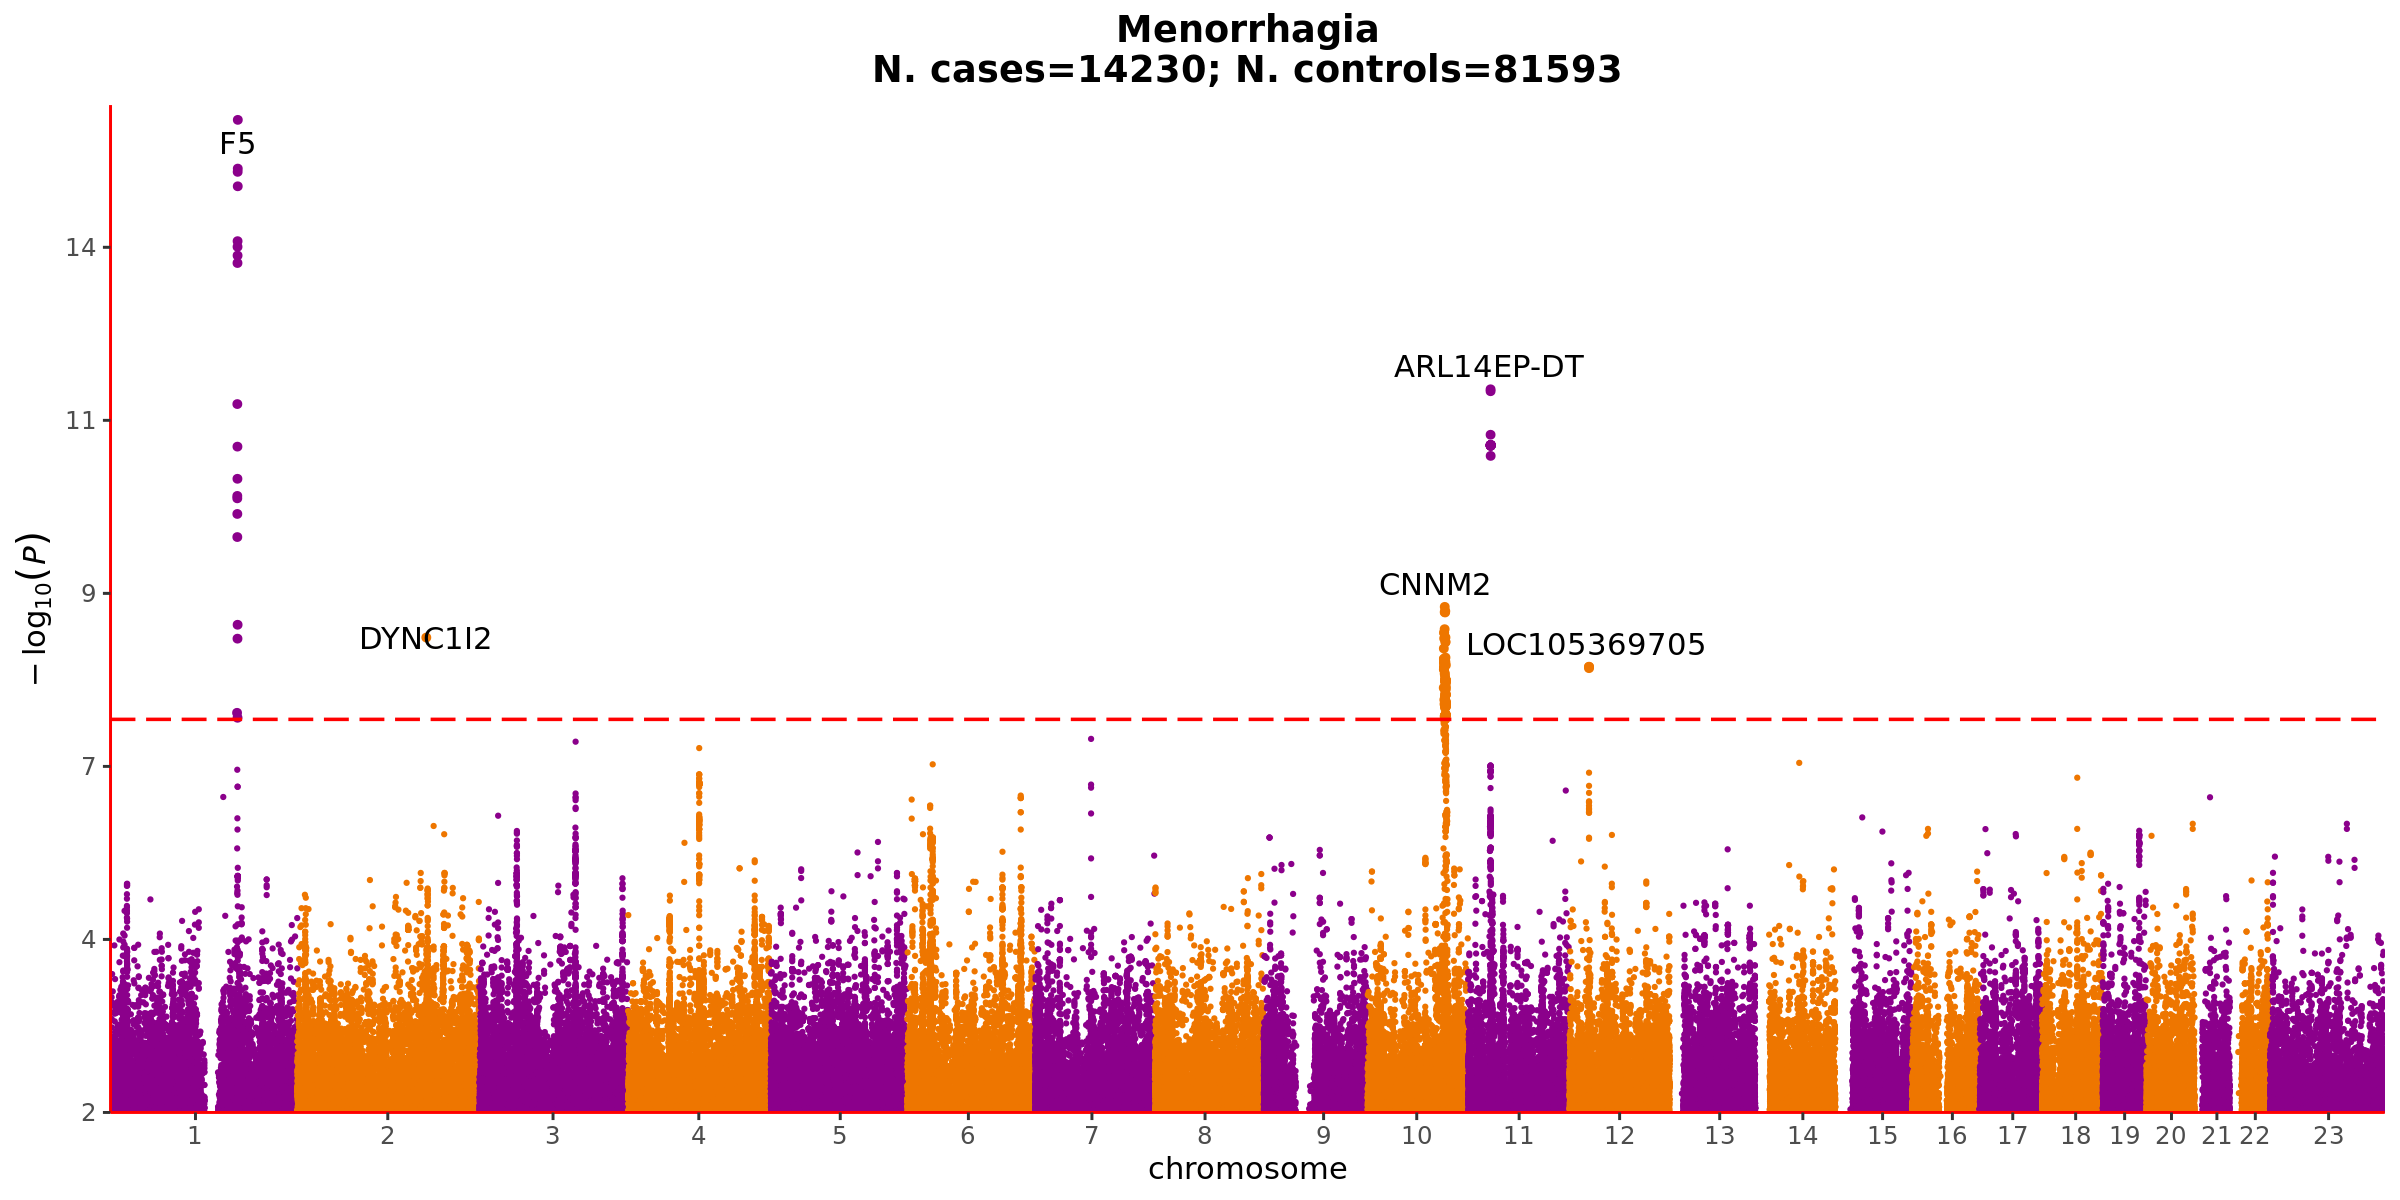 Menorrhagia
N. cases=14230; N. controls=81593
F5
14
ARL14EP-DT
11
CNNM2
9
DYNC1I2
LOC105369705
−log10(P)
7
4
2
1 2 3 4 5 6 7 8 9 10 11 12 13 14 15 16 17 18 19 20 21 22 23
chromosome